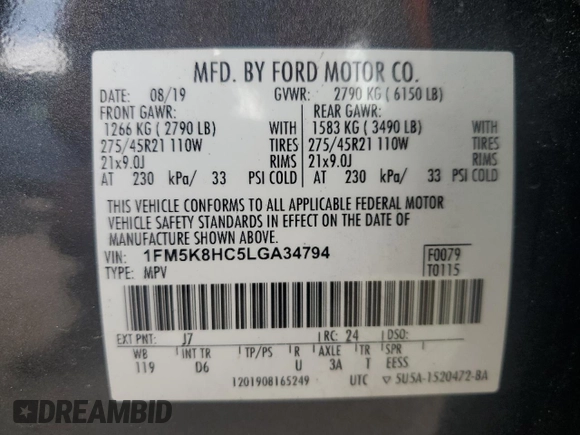 MFD. BY FORD MOTOR CO.
DATE: 08/19 GVWR: 2790 KG ( 6150 LB)
FRONT GAWR: REAR GAWR:
1266 KG ( 2790 LB) WITH 1583 KG ( 3490 LB) WITH
275/45R21 110W TIRES 275/45R21 110W TIRES
21x9.0J RIMS 21x9.0J RIMS
AT 230 kPa/ 33 PSI COLD AT 230 kPa/ 33 PSI COLD
THIS VEHICLE CONFORMS TO ALL APPLICABLE FEDERAL MOTOR
VEHICLE SAFETY STANDARDS IN EFFECT ON THE DATE OF
MANUFACTURE SHOWN ABOVE.
VIN: 1FM5K8HC5LGA34794 F0079
TYPE: MPV T0115
EXT PNT: J7 RC: 24 DSO:
WB INT TR TP/PS R AXLE TR SPR
119 D6 U 3A T EESS
1201908165249 UTC ▽ SU5A-1520472-BA
DREAMBID